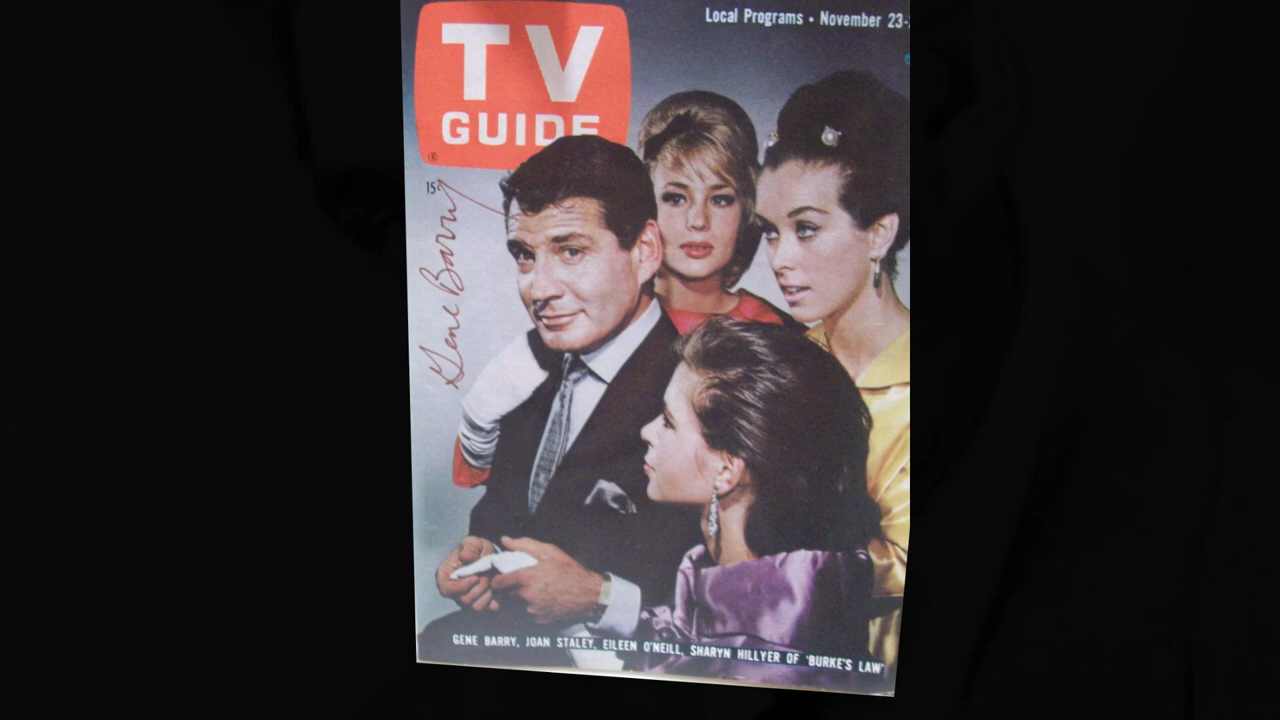 Local Programs • November 23-
TV
GUIDE
®
15¢
Gene Barry
GENE BARRY, JOAN STALEY, EILEEN O'NEILL, SHARYN HILLYER OF 'BURKE'S LAW'